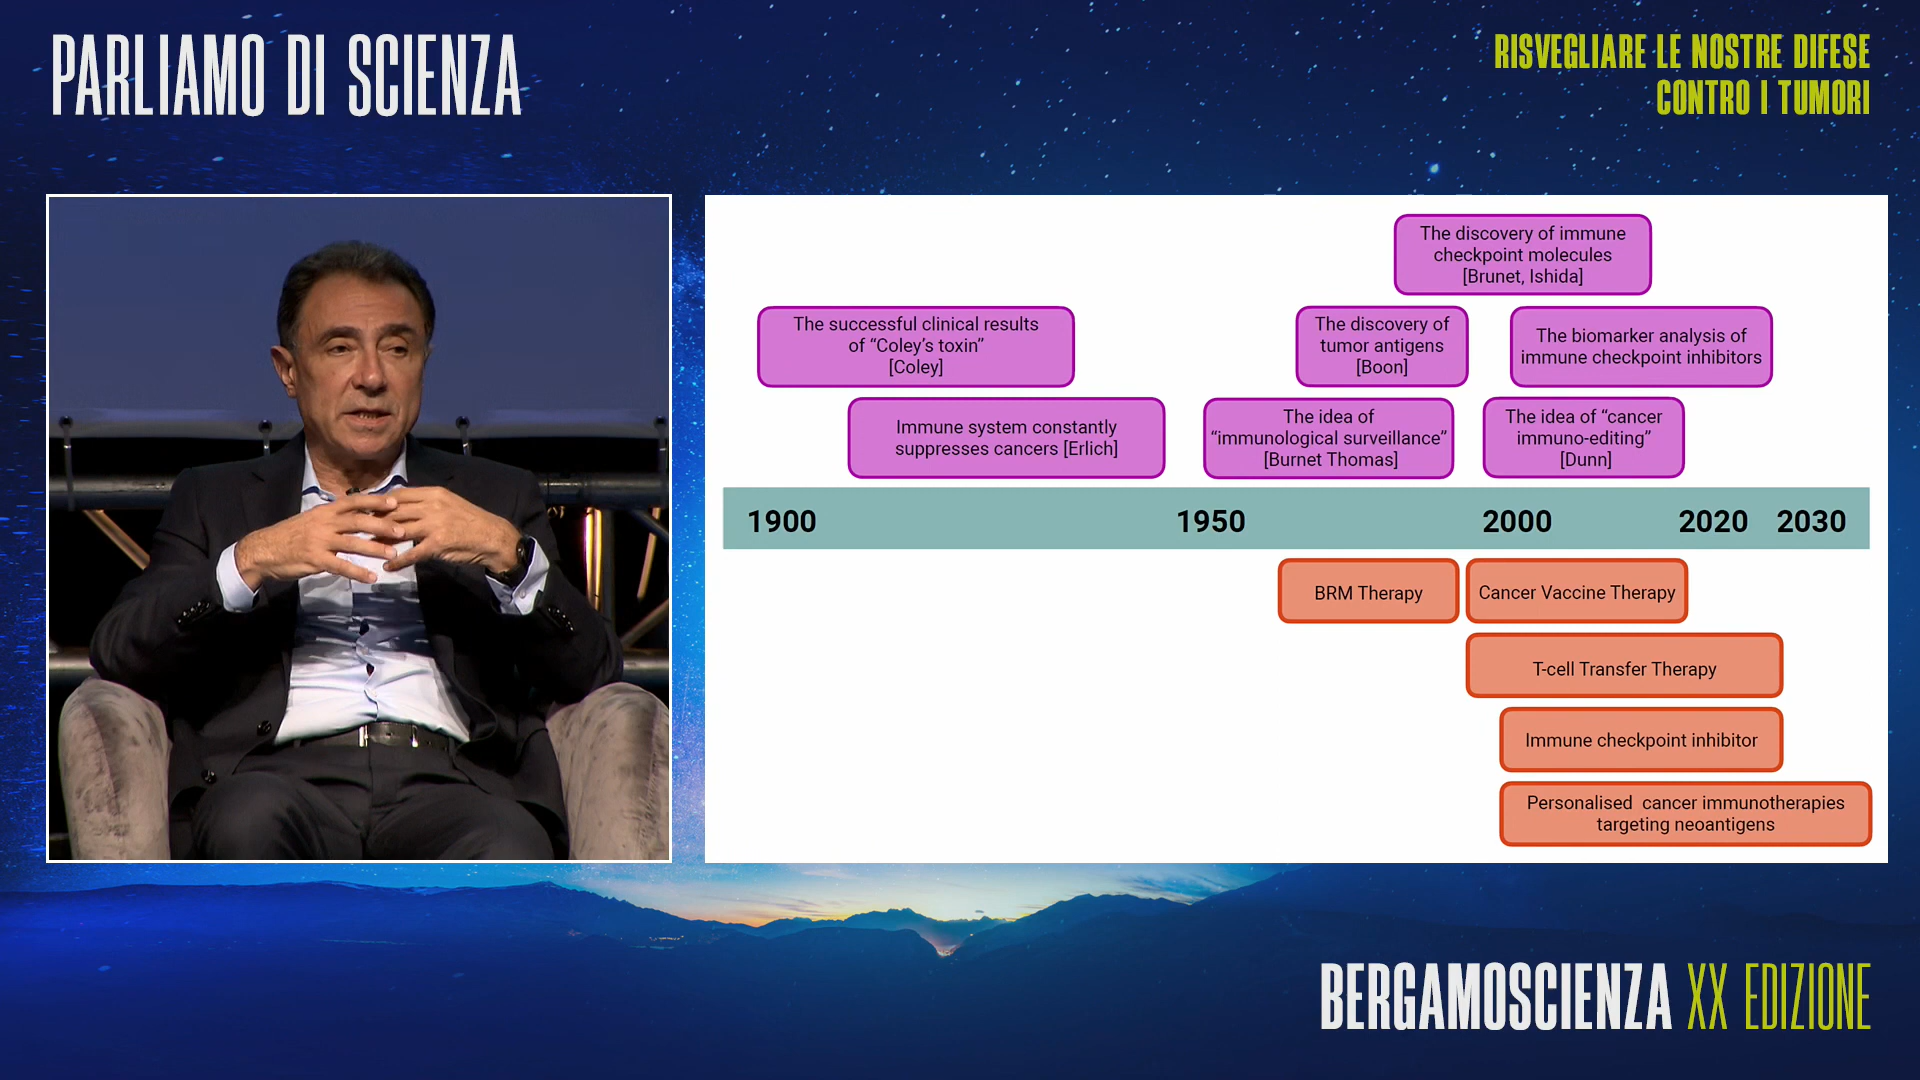 PARLIAMO DI SCIENZA
RISVEGLIARE LE NOSTRE DIFESE
CONTRO I TUMORI
The discovery of immune
checkpoint molecules
[Brunet, Ishida]
The successful clinical results
of “Coley’s toxin”
[Coley]
The discovery of
tumor antigens
[Boon]
The biomarker analysis of
immune checkpoint inhibitors
Immune system constantly
suppresses cancers [Erlich]
The idea of
“immunological surveillance”
[Burnet Thomas]
The idea of “cancer
immuno-editing”
[Dunn]
1900 1950 2000 2020 2030
BRM Therapy
Cancer Vaccine Therapy
T-cell Transfer Therapy
Immune checkpoint inhibitor
Personalised cancer immunotherapies
targeting neoantigens
BERGAMOSCIENZA XX EDIZIONE